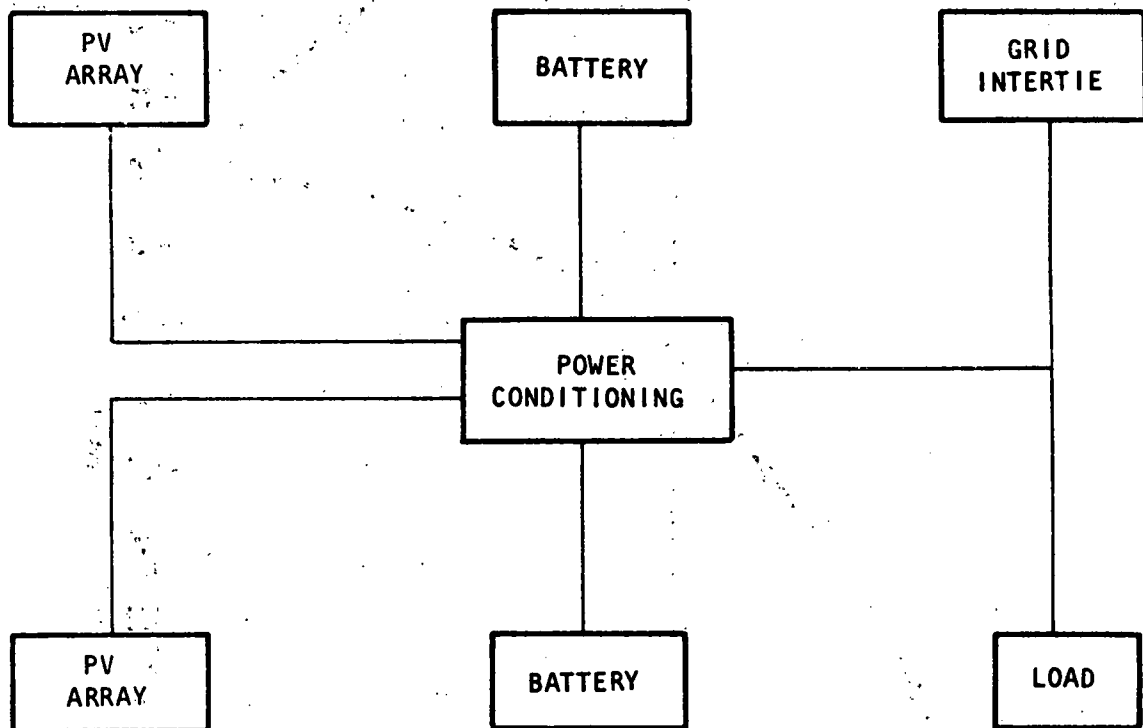 PV
ARRAY
BATTERY
GRID
INTERTIE
POWER
CONDITIONING
PV
ARRAY
BATTERY
LOAD